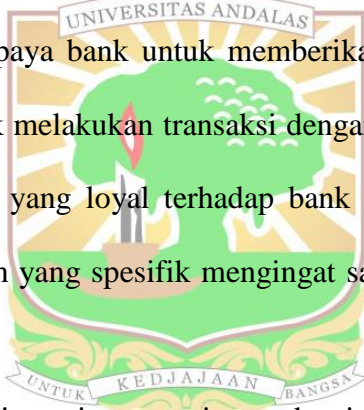 UNIVERSITAS ANDALAS
paya bank untuk memberika
melakukan transaksi denga
yang loyal terhadap bank
yang spesifik mengingat sa
UNTUK KEDJAJAAN BANGSA